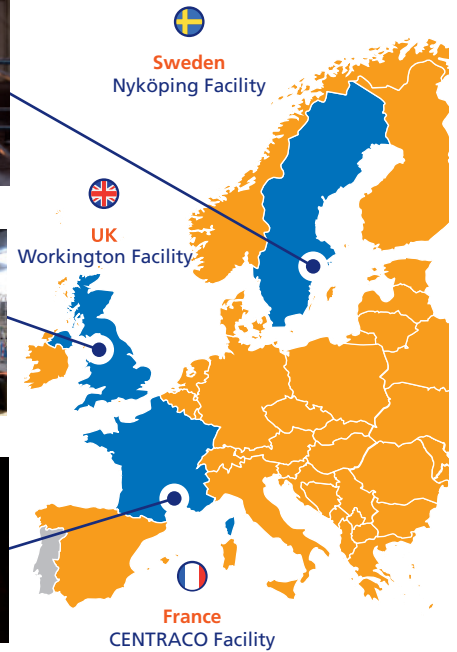 Sweden
Nyköping Facility
UK
Workington Facility
France
CENTRACO Facility